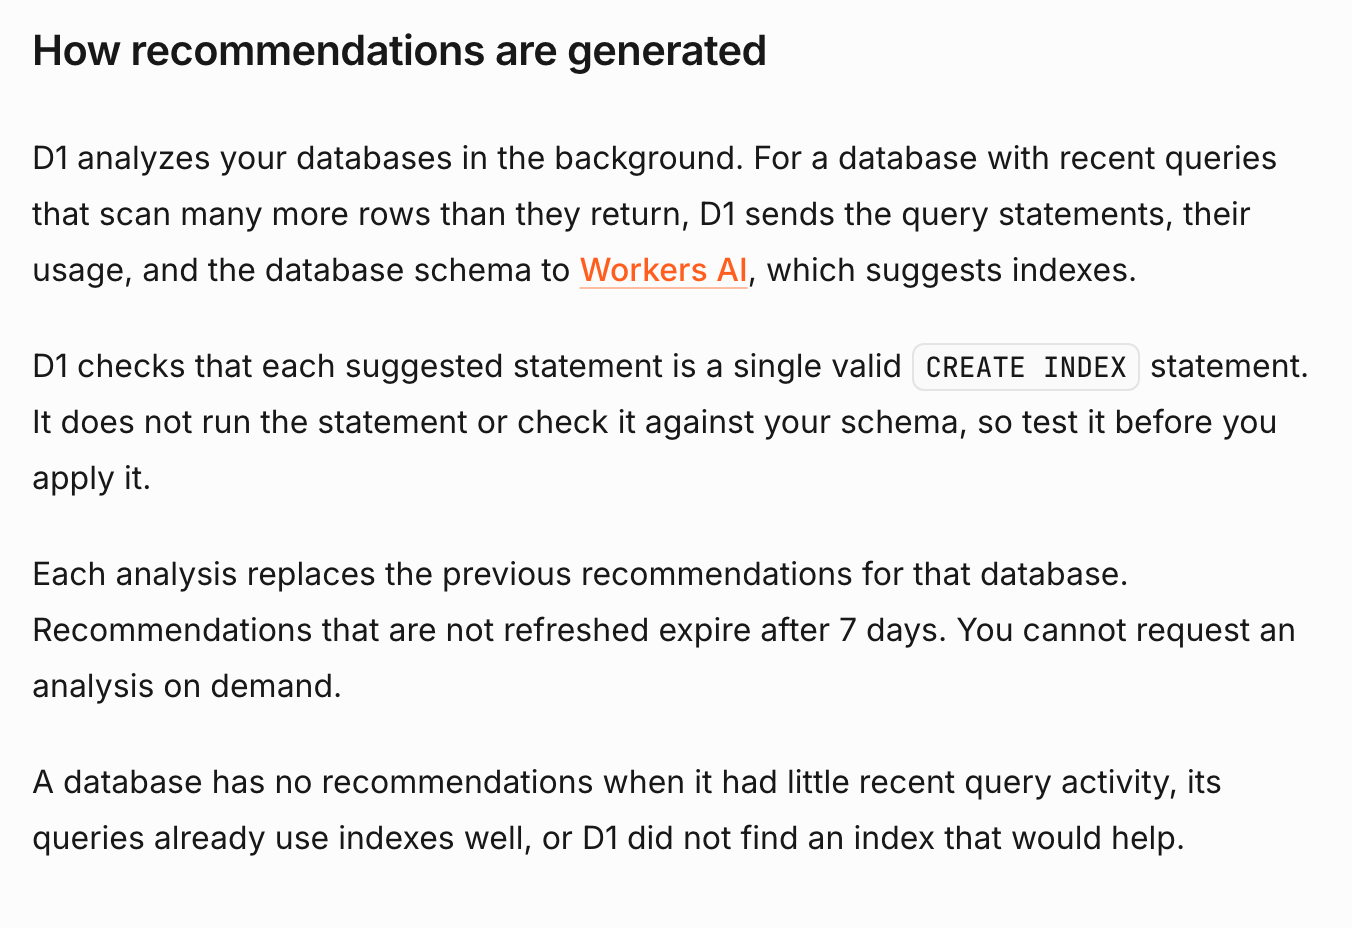 How recommendations are generated
D1 analyzes your databases in the background. For a database with recent queries
that scan many more rows than they return, D1 sends the query statements, their
usage, and the database schema to Workers AI, which suggests indexes.
D1 checks that each suggested statement is a single valid CREATE INDEX statement.
It does not run the statement or check it against your schema, so test it before you
apply it.
Each analysis replaces the previous recommendations for that database.
Recommendations that are not refreshed expire after 7 days. You cannot request an
analysis on demand.
A database has no recommendations when it had little recent query activity, its
queries already use indexes well, or D1 did not find an index that would help.